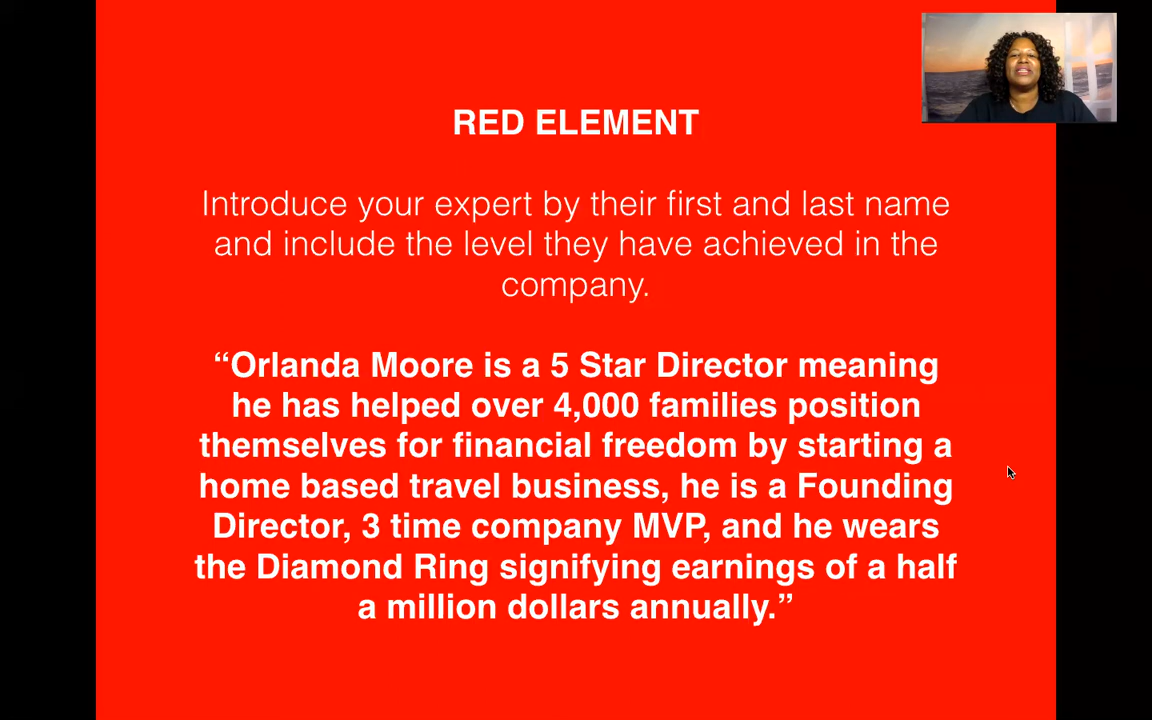 RED ELEMENT
Introduce your expert by their first and last name
and include the level they have achieved in the
company.
“Orlanda Moore is a 5 Star Director meaning
he has helped over 4,000 families position
themselves for financial freedom by starting a
home based travel business, he is a Founding
Director, 3 time company MVP, and he wears
the Diamond Ring signifying earnings of a half
a million dollars annually.”